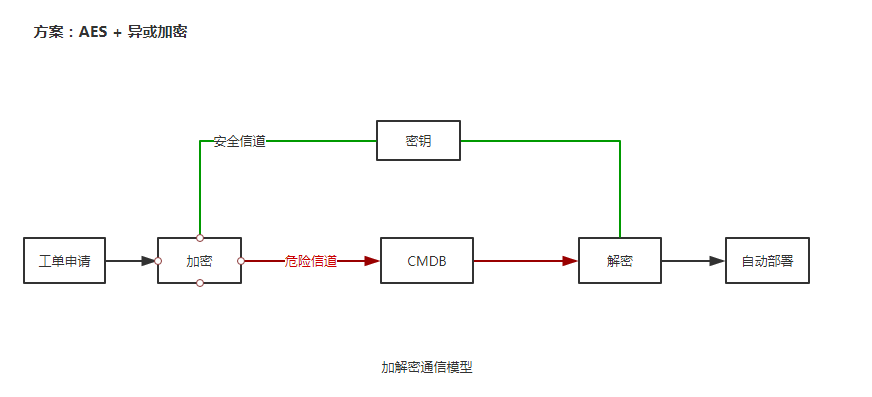 方案：AES + 异或加密
安全信道
密钥
工单申请
加密
危险信道
CMDB
解密
自动部署
加解密通信模型